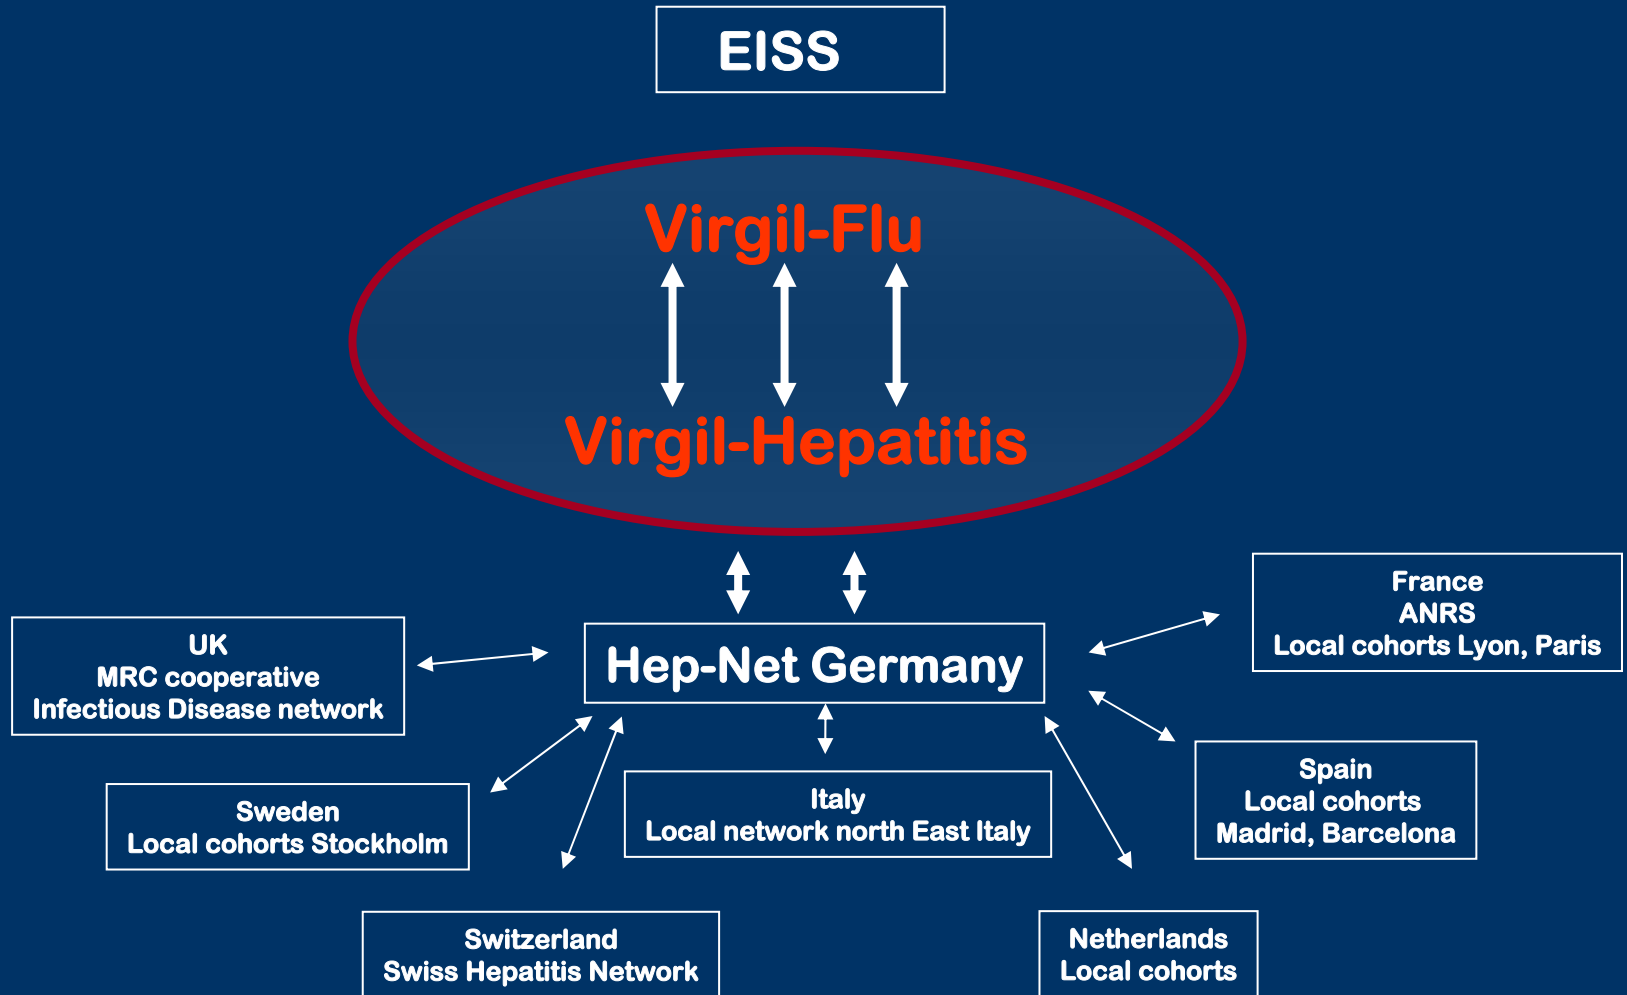 EISS
Virgil-Flu
Virgil-Hepatitis
Hep-Net Germany
France
ANRS
Local cohorts Lyon, Paris
UK
MRC cooperative
Infectious Disease network
Spain
Local cohorts
Madrid, Barcelona
Sweden
Local cohorts Stockholm
Italy
Local network north East Italy
Switzerland
Swiss Hepatitis Network
Netherlands
Local cohorts